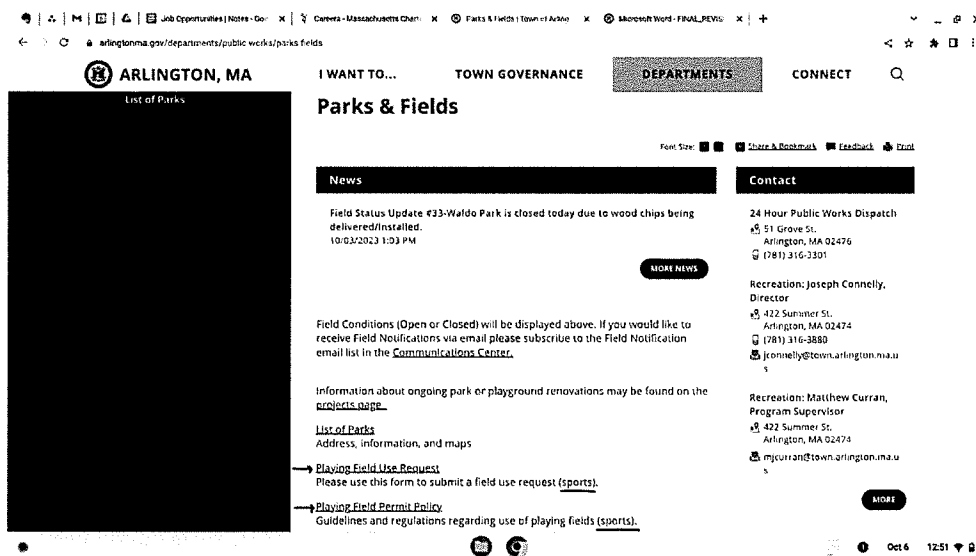 Job Opportunities | Notes - Goo
Careers - Massachusetts Chart
Parks & Fields | Town of Arling
Microsoft Word - FINAL_REVIS
arlingtonma.gov/departments/public works/parks fields
ARLINGTON, MA
I WANT TO...
TOWN GOVERNANCE
DEPARTMENTS
CONNECT
List of Parks
Parks & Fields
Font Size:
Share & Bookmark
Feedback
Print
News
Field Status Update #33-Waldo Park is closed today due to wood chips being
delivered/installed.
10/03/2023 1:03 PM
MORE NEWS
Field Conditions (Open or Closed) will be displayed above. If you would like to
receive Field Notifications via email please subscribe to the Field Notification
email list in the Communications Center.
Information about ongoing park or playground renovations may be found on the
projects page
List of Parks
Address, information, and maps
Playing Field Use Request
Please use this form to submit a field use request (sports).
Playing Field Permit Policy
Guidelines and regulations regarding use of playing fields (sports).
Contact
24 Hour Public Works Dispatch
51 Grove St.
Arlington, MA 02476
(781) 316-3301
Recreation: Joseph Connelly,
Director
422 Summer St.
Arlington, MA 02474
(781) 316-3880
jconnelly@town.arlington.ma.u
s
Recreation: Matthew Curran,
Program Supervisor
422 Summer St.
Arlington, MA 02474
mjcurran@town.arlington.ma.u
s
MORE
Oct 6 12:51